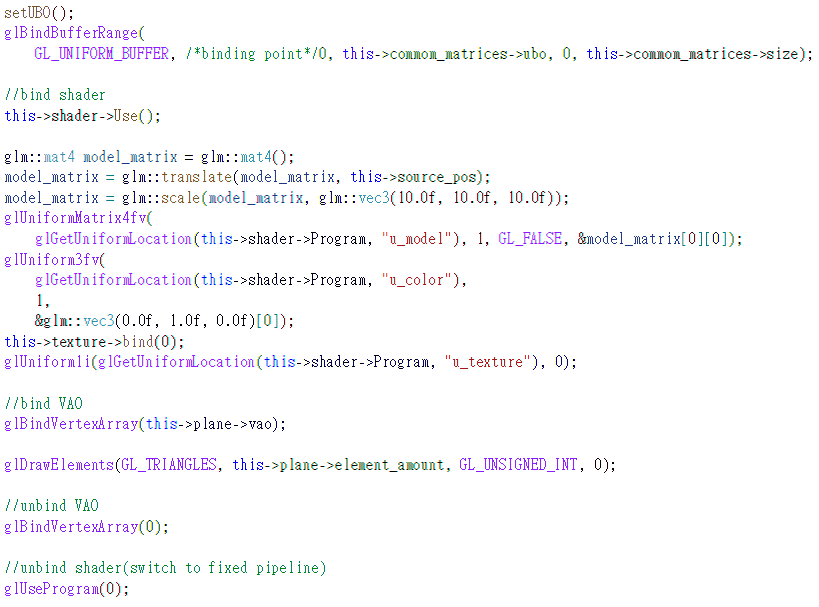 setUBO();
glBindBufferRange(
    GL_UNIFORM_BUFFER, /*binding point*/0, this->common_matrices->ubo, 0, this->common_matrices->size);

//bind shader
this->shader->Use();

glm::mat4 model_matrix = glm::mat4();
model_matrix = glm::translate(model_matrix, this->source_pos);
model_matrix = glm::scale(model_matrix, glm::vec3(10.0f, 10.0f, 10.0f));
glUniformMatrix4fv(
    glGetUniformLocation(this->shader->Program, "u_model"), 1, GL_FALSE, &model_matrix[0][0]);
glUniform3fv(
    glGetUniformLocation(this->shader->Program, "u_color"),
    1,
    &glm::vec3(0.0f, 1.0f, 0.0f)[0]);
this->texture->bind(0);
glUniform1i(glGetUniformLocation(this->shader->Program, "u_texture"), 0);

//bind VAO
glBindVertexArray(this->plane->vao);

glDrawElements(GL_TRIANGLES, this->plane->element_amount, GL_UNSIGNED_INT, 0);

//unbind VAO
glBindVertexArray(0);

//unbind shader(switch to fixed pipeline)
glUseProgram(0);